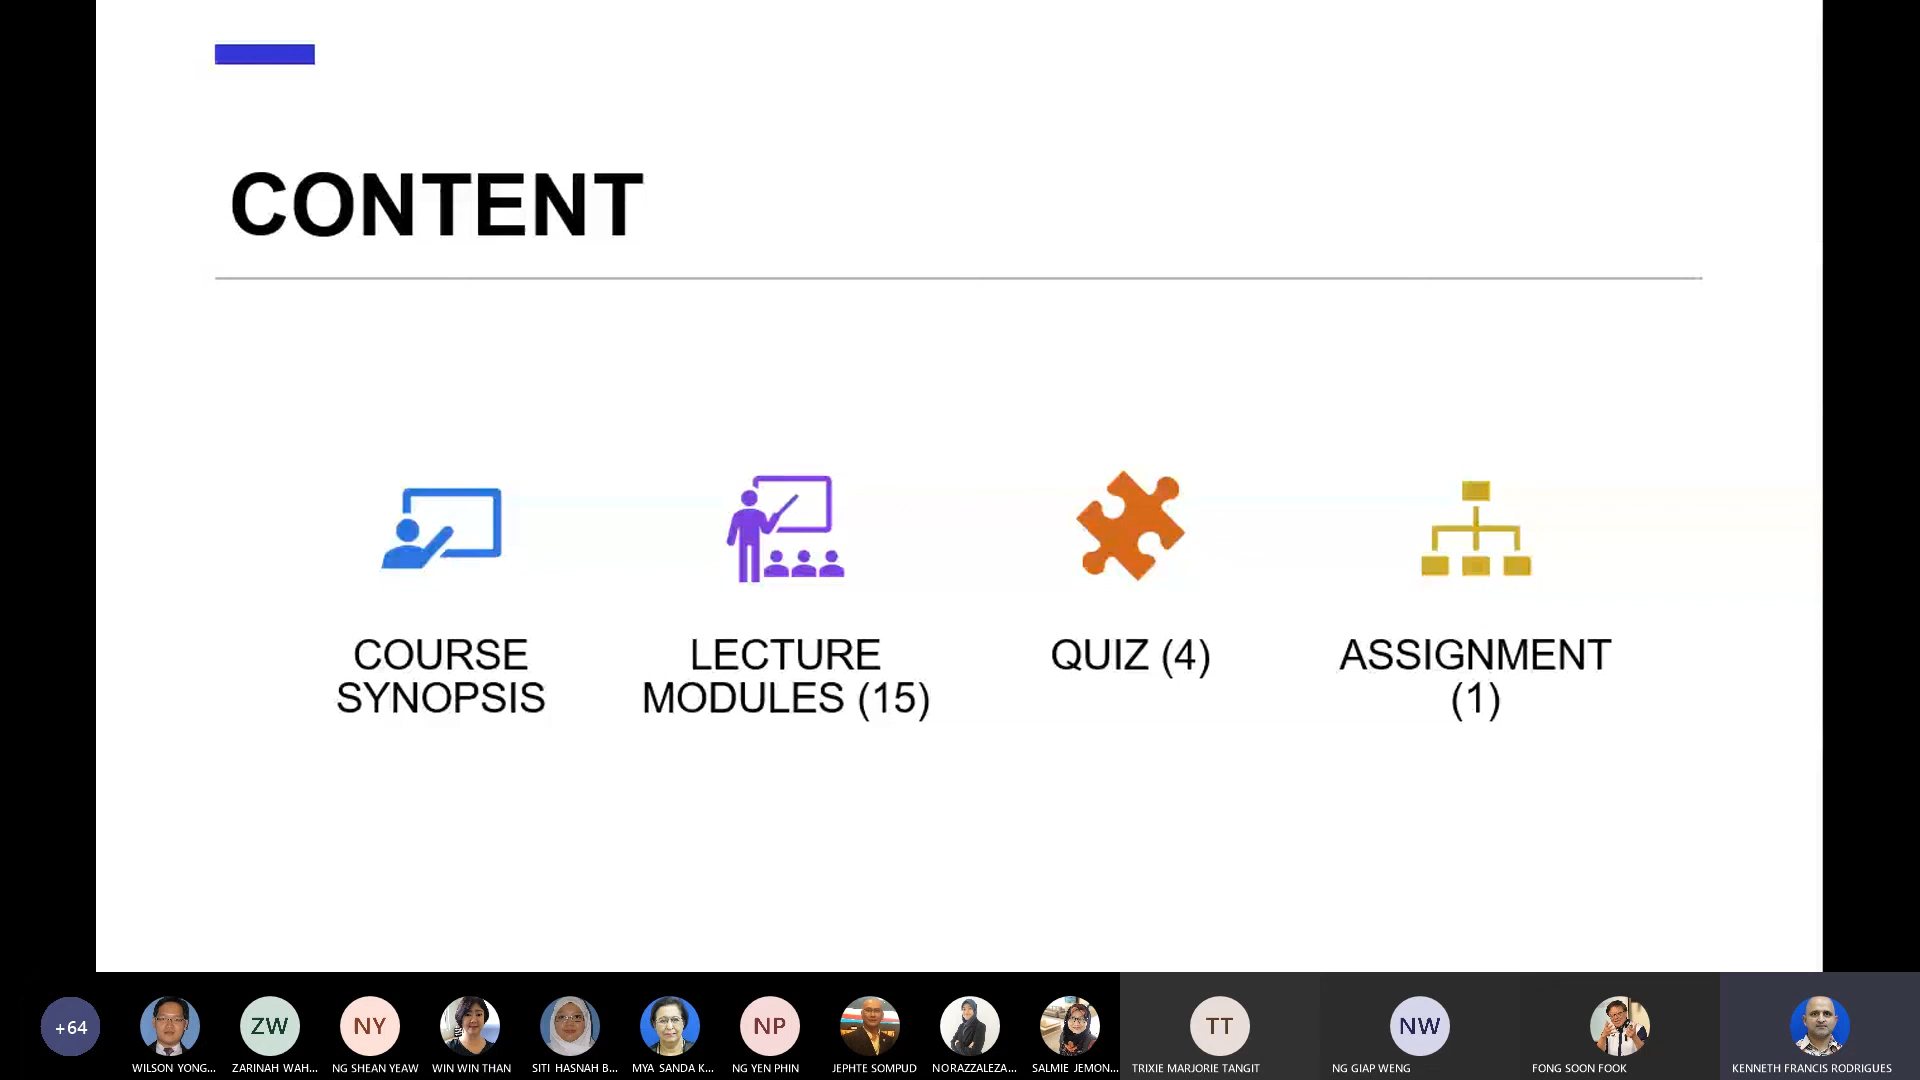 CONTENT
COURSE
SYNOPSIS
LECTURE
MODULES (15)
QUIZ (4)
ASSIGNMENT
(1)
+64
ZW
NY
NP
TT
NW
WILSON YONG...
ZARINAH WAH...
NG SHEAN YEAW
WIN WIN THAN
SITI HASNAH B...
MYA SANDA K...
NG YEN PHIN
JEPHTE SOMPUD
NORAZZALEZA...
SALMIE JEMON...
TRIXIE MARJORIE TANGIT
NG GIAP WENG
FONG SOON FOOK
KENNETH FRANCIS RODRIGUES